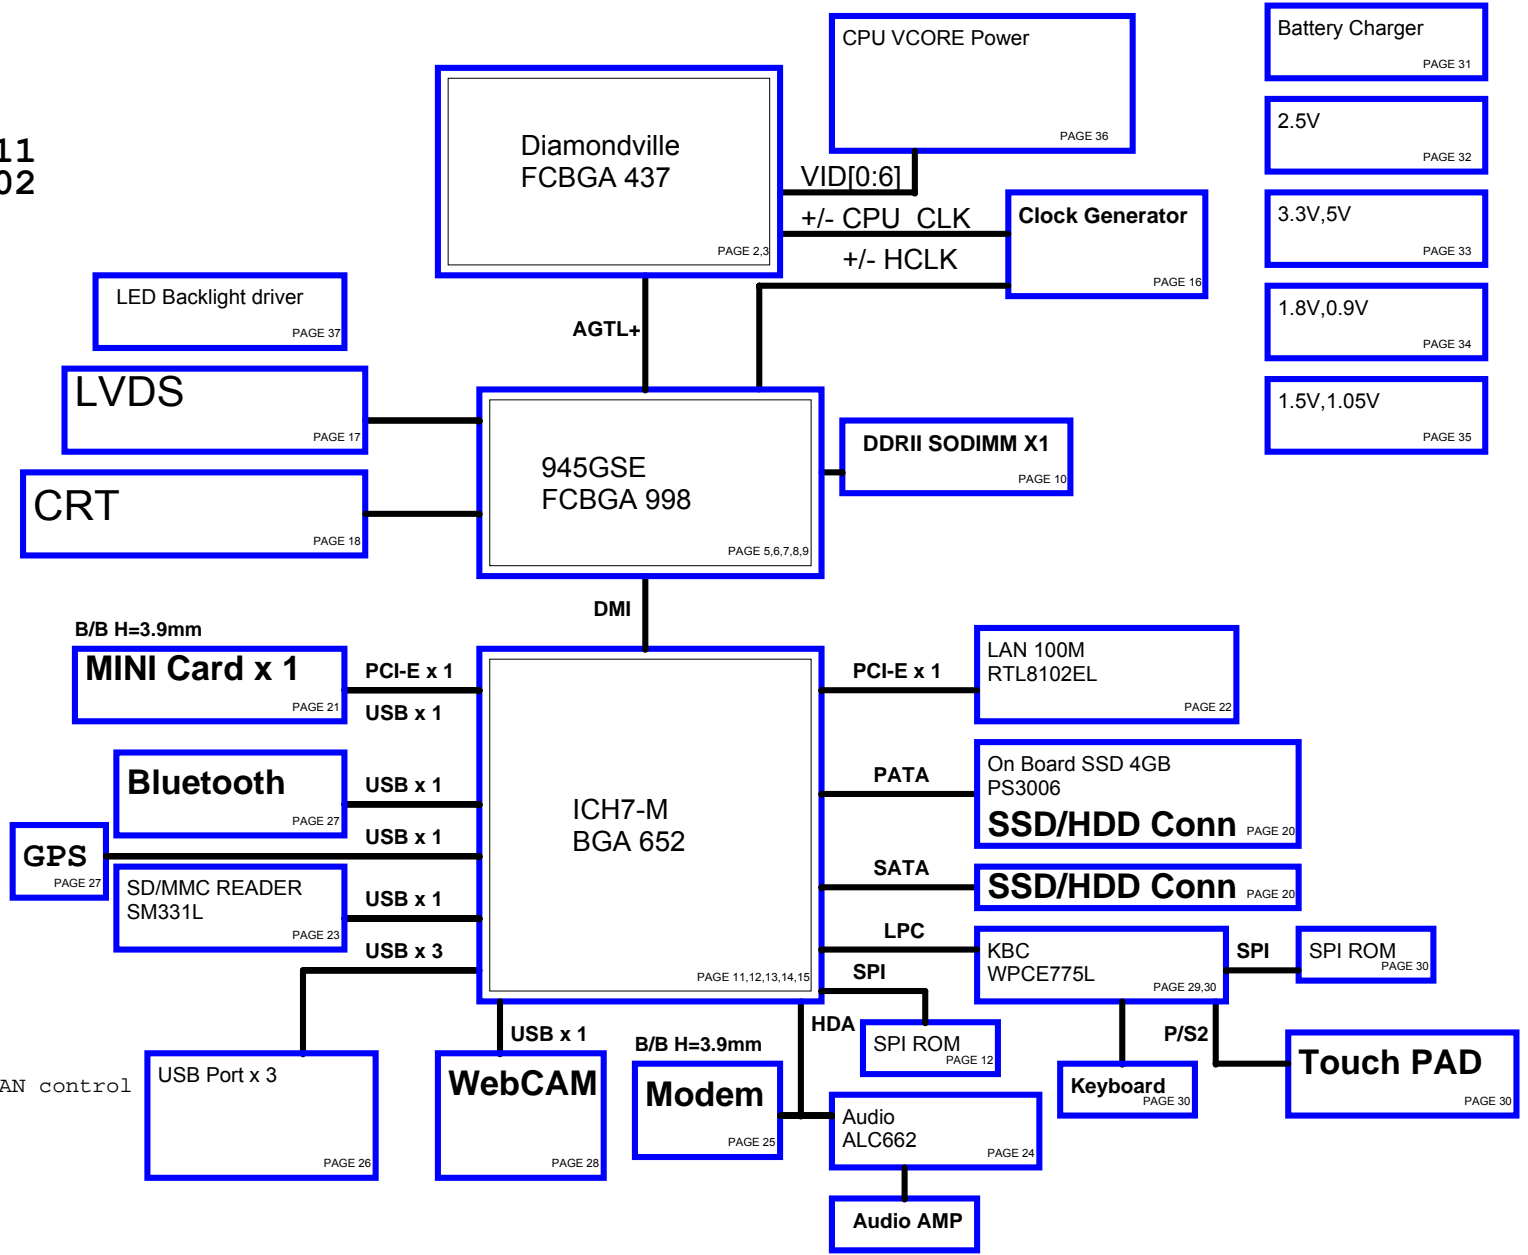 CPU VCORE Power
PAGE 36
Battery Charger
PAGE 31
2.5V
PAGE 32
3.3V,5V
PAGE 33
1.8V,0.9V
PAGE 34
1.5V,1.05V
PAGE 35
11
02
Diamondville
FCBGA 437
PAGE 2,3
VID[0:6]
+/- CPU CLK
+/- HCLK
Clock Generator
PAGE 16
LED Backlight driver
PAGE 37
AGTL+
LVDS
PAGE 17
CRT
PAGE 18
945GSE
FCBGA 998
PAGE 5,6,7,8,9
DDRII SODIMM X1
PAGE 10
DMI
B/B H=3.9mm
MINI Card x 1
PAGE 21
PCI-E x 1
USB x 1
Bluetooth
PAGE 27
USB x 1
GPS
PAGE 27
USB x 1
SD/MMC READER
SM331L
PAGE 23
USB x 1
USB x 3
ICH7-M
BGA 652
PAGE 11,12,13,14,15
PCI-E x 1
LAN 100M
RTL8102EL
PAGE 22
PATA
On Board SSD 4GB
PS3006
SSD/HDD Conn PAGE 20
SATA
SSD/HDD Conn PAGE 20
LPC
KBC
WPCE775L
PAGE 29,30
SPI
SPI ROM
PAGE 30
SPI
SPI ROM
PAGE 12
HDA
P/S2
Keyboard
PAGE 30
Touch PAD
PAGE 30
AN control
USB Port x 3
PAGE 26
USB x 1
WebCAM
PAGE 28
B/B H=3.9mm
Modem
PAGE 25
Audio
ALC662
PAGE 24
Audio AMP